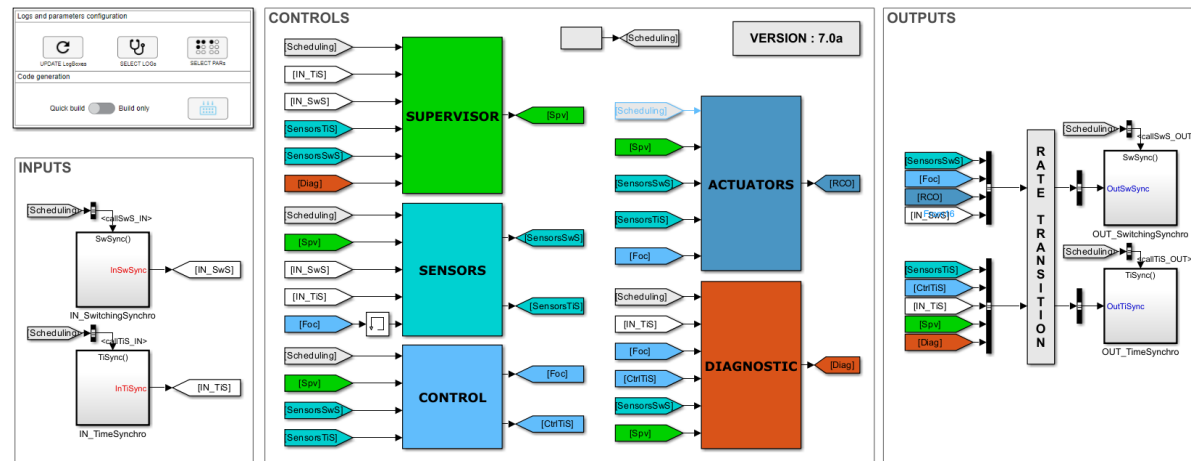 Logs and parameters configuration
UPDATE LogBoxes
SELECT LOGs
SELECT PARs
Code generation
Quick build
Build only
INPUTS
[Scheduling]
<callSwS_IN>
SwSync()
InSwSync
[IN_SwS]
IN_SwitchingSynchro
[Scheduling]
<callTiS_IN>
TiSync()
InTiSync
[IN_TiS]
IN_TimeSynchro
CONTROLS
[Scheduling]
[IN_TiS]
[IN_SwS]
[SensorsTiS]
[SensorsSwS]
[Diag]
SUPERVISOR
[Spv]
[Scheduling]
[Spv]
[IN_SwS]
[IN_TiS]
[Foc]
SENSORS
[SensorsSwS]
[SensorsTiS]
[Scheduling]
[Spv]
[SensorsSwS]
[SensorsTiS]
CONTROL
[Foc]
[CtrlTiS]
[Scheduling]
VERSION : 7.0a
[Scheduling]
[Spv]
[SensorsSwS]
[SensorsTiS]
[Foc]
ACTUATORS
[RCO]
[Scheduling]
[IN_TiS]
[Foc]
[CtrlTiS]
[SensorsSwS]
[Spv]
DIAGNOSTIC
[Diag]
OUTPUTS
[SensorsSwS]
[Foc]
[RCO]
[IN_SwS]
[SensorsTiS]
[CtrlTiS]
[IN_TiS]
[Spv]
[Diag]
RATE TRANSITION
[Scheduling]
<callSwS_OUT>
SwSync()
OutSwSync
OUT_SwitchingSynchro
[Scheduling]
<callTiS_OUT>
TiSync()
OutTiSync
OUT_TimeSynchro